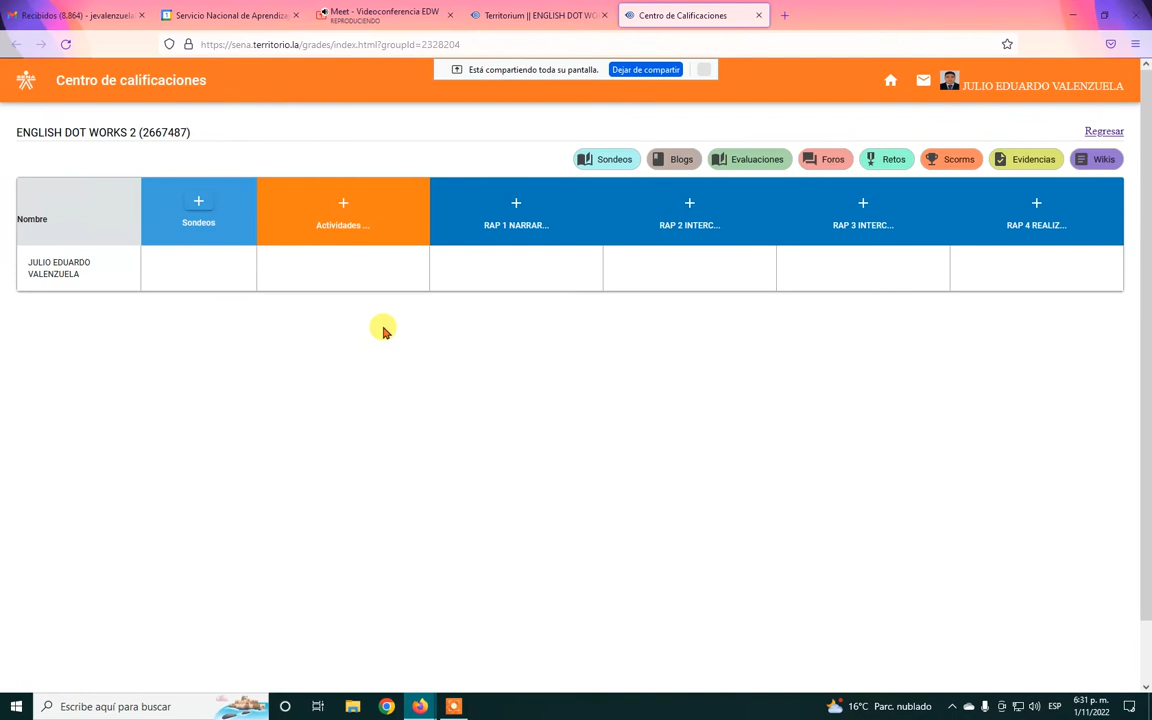 Recibidos (8.864) - jevalenzuela
Servicio Nacional de Aprendiza
Meet - Videoconferencia EDW
REPRODUCIENDO
Territorium || ENGLISH DOT WO
Centro de Calificaciones
https://sena.territorio.la/grades/index.html?groupId=2328204
Está compartiendo toda su pantalla.
Dejar de compartir
Centro de calificaciones
JULIO EDUARDO VALENZUELA
ENGLISH DOT WORKS 2 (2667487)
Regresar
Sondeos
Blogs
Evaluaciones
Foros
Retos
Scorms
Evidencias
Wikis
Nombre
Sondeos
Actividades ...
RAP 1 NARRAR...
RAP 2 INTERC...
RAP 3 INTERC...
RAP 4 REALIZ...
JULIO EDUARDO
VALENZUELA
Escribe aquí para buscar
16°C Parc. nublado
ESP
6:31 p. m.
1/11/2022